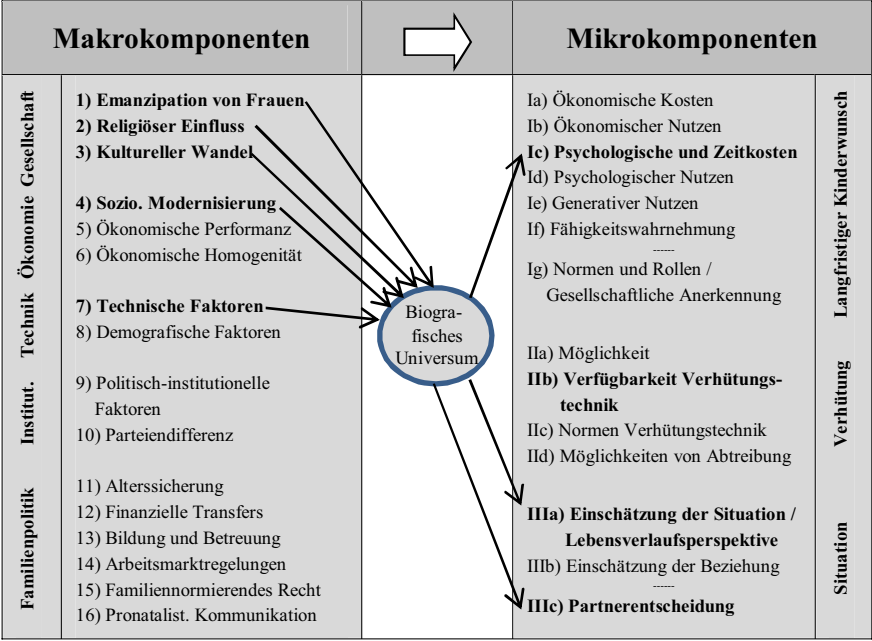 Makrokomponenten
Mikrokomponenten
Gesellschaft
Ökonomie
Technik
Institut.
Familienpolitik
1) Emanzipation von Frauen
2) Religiöser Einfluss
3) Kultureller Wandel
4) Sozio. Modernisierung
5) Ökonomische Performanz
6) Ökonomische Homogenität
7) Technische Faktoren
8) Demografische Faktoren
9) Politisch-institutionelle
Faktoren
10) Parteiendifferenz
11) Alterssicherung
12) Finanzielle Transfers
13) Bildung und Betreuung
14) Arbeitsmarktregelungen
15) Familiennormierendes Recht
16) Pronatalist. Kommunikation
Biogra-
fisches
Universum
Ia) Ökonomische Kosten
Ib) Ökonomischer Nutzen
Ic) Psychologische und Zeitkosten
Id) Psychologischer Nutzen
Ie) Generativer Nutzen
If) Fähigkeitswahrnehmung
------
Ig) Normen und Rollen /
Gesellschaftliche Anerkennung
IIa) Möglichkeit
IIb) Verfügbarkeit Verhütungs-
technik
IIc) Normen Verhütungstechnik
IId) Möglichkeiten von Abtreibung
IIIa) Einschätzung der Situation /
Lebensverlaufsperspektive
IIIb) Einschätzung der Beziehung
------
IIIc) Partnerentscheidung
Langfristiger Kinderwunsch
Verhütung
Situation